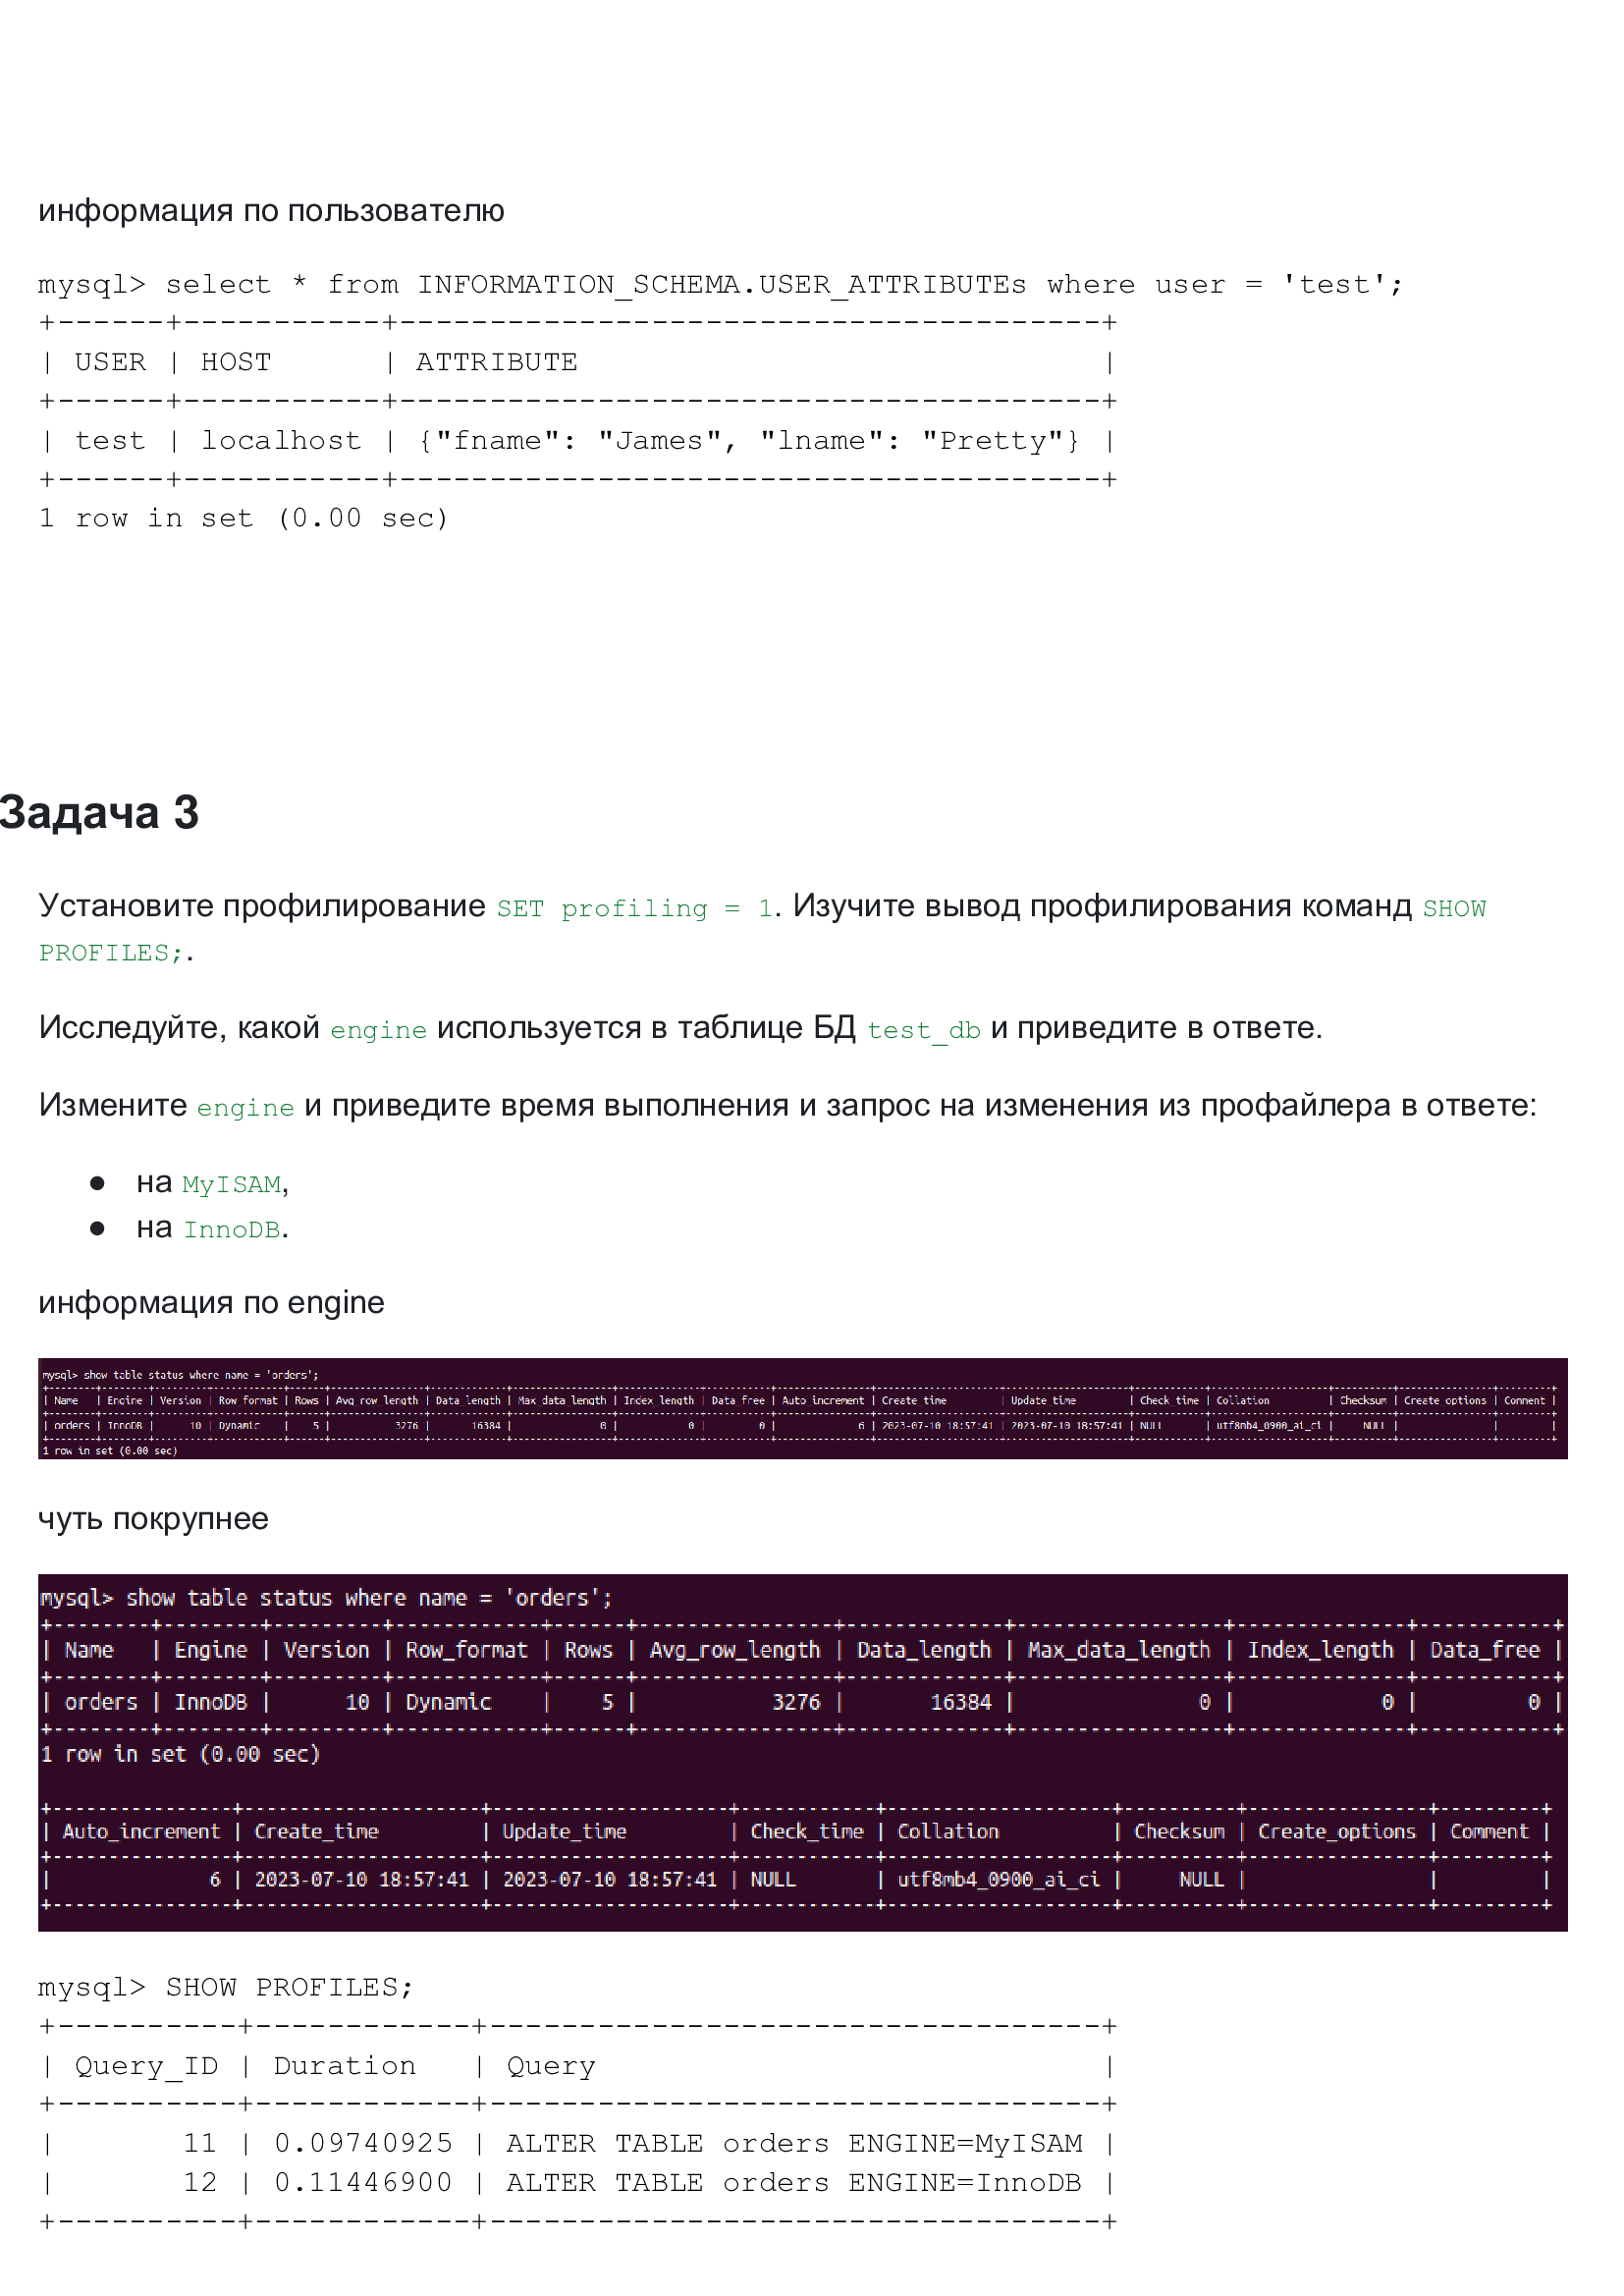 информация по пользователю
mysql> select * from INFORMATION_SCHEMA.USER_ATTRIBUTEs where user = 'test';
+------+-----------+---------------------------------------+
| USER | HOST      | ATTRIBUTE                             |
+------+-----------+---------------------------------------+
| test | localhost | {"fname": "James", "lname": "Pretty"} |
+------+-----------+---------------------------------------+
1 row in set (0.00 sec)
Задача 3
Установите профилирование SET profiling = 1. Изучите вывод профилирования команд SHOW
PROFILES;.
Исследуйте, какой engine используется в таблице БД test_db и приведите в ответе.
Измените engine и приведите время выполнения и запрос на изменения из профайлера в ответе:
● на MyISAM,
● на InnoDB.
информация по engine
mysql> show table status where name = 'orders';
+--------+--------+---------+------------+------+----------------+-------------+-----------------+--------------+-----------+----------------+---------------------+---------------------+------------+--------------------+----------+----------------+---------+
| Name   | Engine | Version | Row_format | Rows | Avg_row_length | Data_length | Max_data_length | Index_length | Data_free | Auto_increment | Create_time         | Update_time         | Check_time | Collation          | Checksum | Create_options | Comment |
+--------+--------+---------+------------+------+----------------+-------------+-----------------+--------------+-----------+----------------+---------------------+---------------------+------------+--------------------+----------+----------------+---------+
| orders | InnoDB |      10 | Dynamic    |    5 |           3276 |       16384 |               0 |            0 |         0 |              6 | 2023-07-10 18:57:41 | 2023-07-10 18:57:41 | NULL       | utf8mb4_0900_ai_ci |     NULL |                |         |
+--------+--------+---------+------------+------+----------------+-------------+-----------------+--------------+-----------+----------------+---------------------+---------------------+------------+--------------------+----------+----------------+---------+
1 row in set (0.00 sec)
чуть покрупнее
mysql> show table status where name = 'orders';
+--------+--------+---------+------------+------+----------------+-------------+-----------------+--------------+-----------+
| Name   | Engine | Version | Row_format | Rows | Avg_row_length | Data_length | Max_data_length | Index_length | Data_free |
+--------+--------+---------+------------+------+----------------+-------------+-----------------+--------------+-----------+
| orders | InnoDB |      10 | Dynamic    |    5 |           3276 |       16384 |               0 |            0 |         0 |
+--------+--------+---------+------------+------+----------------+-------------+-----------------+--------------+-----------+
1 row in set (0.00 sec)
+----------------+---------------------+---------------------+------------+--------------------+----------+----------------+---------+
| Auto_increment | Create_time         | Update_time         | Check_time | Collation          | Checksum | Create_options | Comment |
+----------------+---------------------+---------------------+------------+--------------------+----------+----------------+---------+
|              6 | 2023-07-10 18:57:41 | 2023-07-10 18:57:41 | NULL       | utf8mb4_0900_ai_ci |     NULL |                |         |
+----------------+---------------------+---------------------+------------+--------------------+----------+----------------+---------+
mysql> SHOW PROFILES;
+----------+------------+----------------------------------+
| Query_ID | Duration   | Query                            |
+----------+------------+----------------------------------+
|       11 | 0.09740925 | ALTER TABLE orders ENGINE=MyISAM |
|       12 | 0.11446900 | ALTER TABLE orders ENGINE=InnoDB |
+----------+------------+----------------------------------+